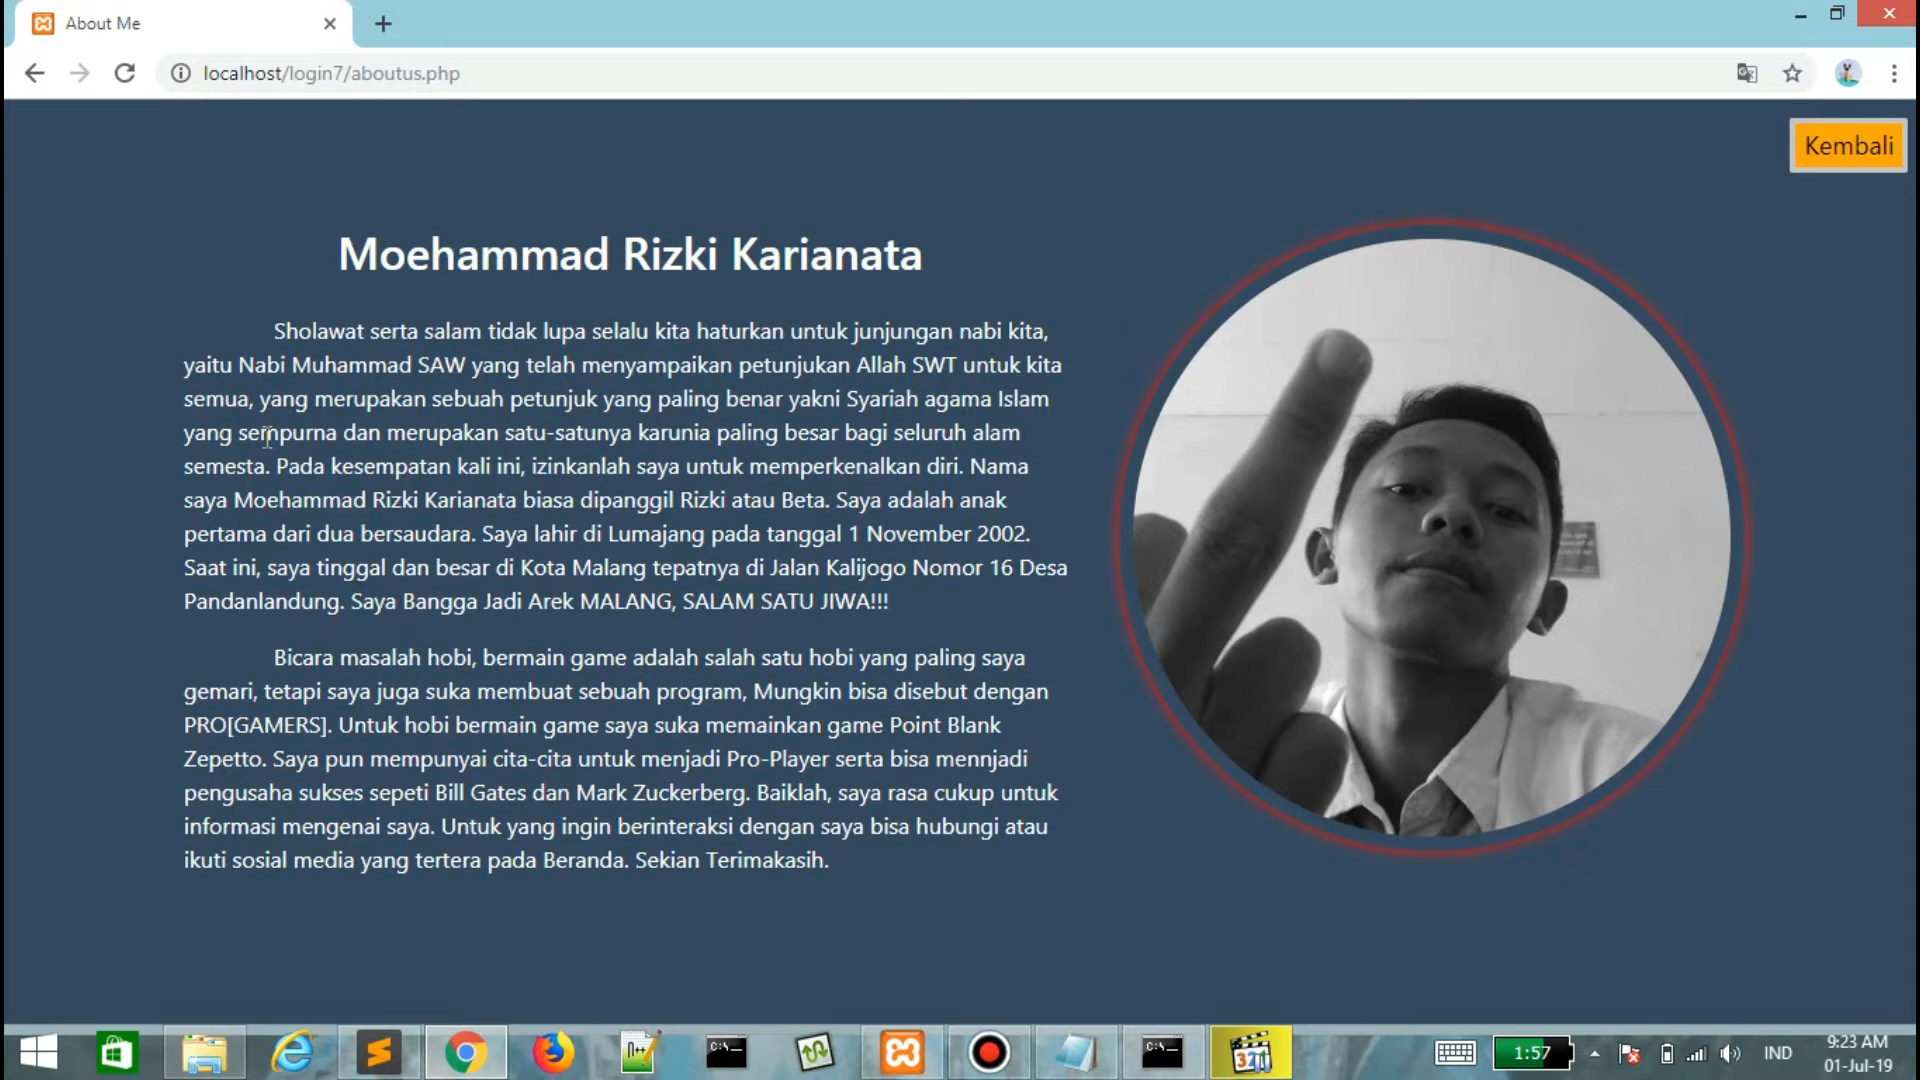 About Me
localhost/login7/aboutus.php
Kembali
Moehammad Rizki Karianata
Sholawat serta salam tidak lupa selalu kita haturkan untuk junjungan nabi kita,
yaitu Nabi Muhammad SAW yang telah menyampaikan petunjukan Allah SWT untuk kita
semua, yang merupakan sebuah petunjuk yang paling benar yakni Syariah agama Islam
yang sempurna dan merupakan satu-satunya karunia paling besar bagi seluruh alam
semesta. Pada kesempatan kali ini, izinkanlah saya untuk memperkenalkan diri. Nama
saya Moehammad Rizki Karianata biasa dipanggil Rizki atau Beta. Saya adalah anak
pertama dari dua bersaudara. Saya lahir di Lumajang pada tanggal 1 November 2002.
Saat ini, saya tinggal dan besar di Kota Malang tepatnya di Jalan Kalijogo Nomor 16 Desa
Pandanlandung. Saya Bangga Jadi Arek MALANG, SALAM SATU JIWA!!!
Bicara masalah hobi, bermain game adalah salah satu hobi yang paling saya
gemari, tetapi saya juga suka membuat sebuah program, Mungkin bisa disebut dengan
PRO[GAMERS]. Untuk hobi bermain game saya suka memainkan game Point Blank
Zepetto. Saya pun mempunyai cita-cita untuk menjadi Pro-Player serta bisa mennjadi
pengusaha sukses sepeti Bill Gates dan Mark Zuckerberg. Baiklah, saya rasa cukup untuk
informasi mengenai saya. Untuk yang ingin berinteraksi dengan saya bisa hubungi atau
ikuti sosial media yang tertera pada Beranda. Sekian Terimakasih.
C:\
C:\
321
1:57
IND
9:23 AM
01-Jul-19